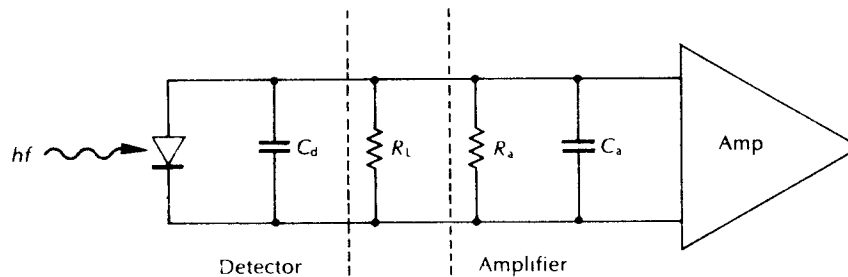 hf
C_d
R_L
R_a
C_a
Amp
Detector
Amplifier